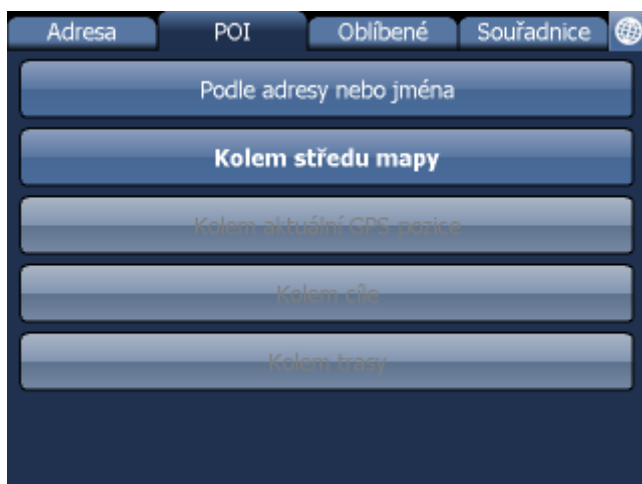 Adresa
POI
Oblíbené
Souřadnice
Podle adresy nebo jména
Kolem středu mapy
Kolem aktuální GPS pozice
Kolem cíle
Kolem trasy